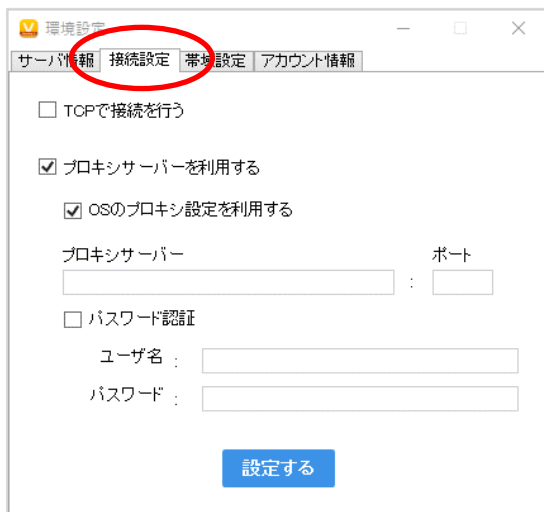 環境設定
サーバ情報 接続設定 帯域設定 アカウント情報
TCPで接続を行う
プロキシサーバーを利用する
OSのプロキシ設定を利用する
プロキシサーバー ポート
:
パスワード認証
ユーザ名 :
パスワード :
設定する